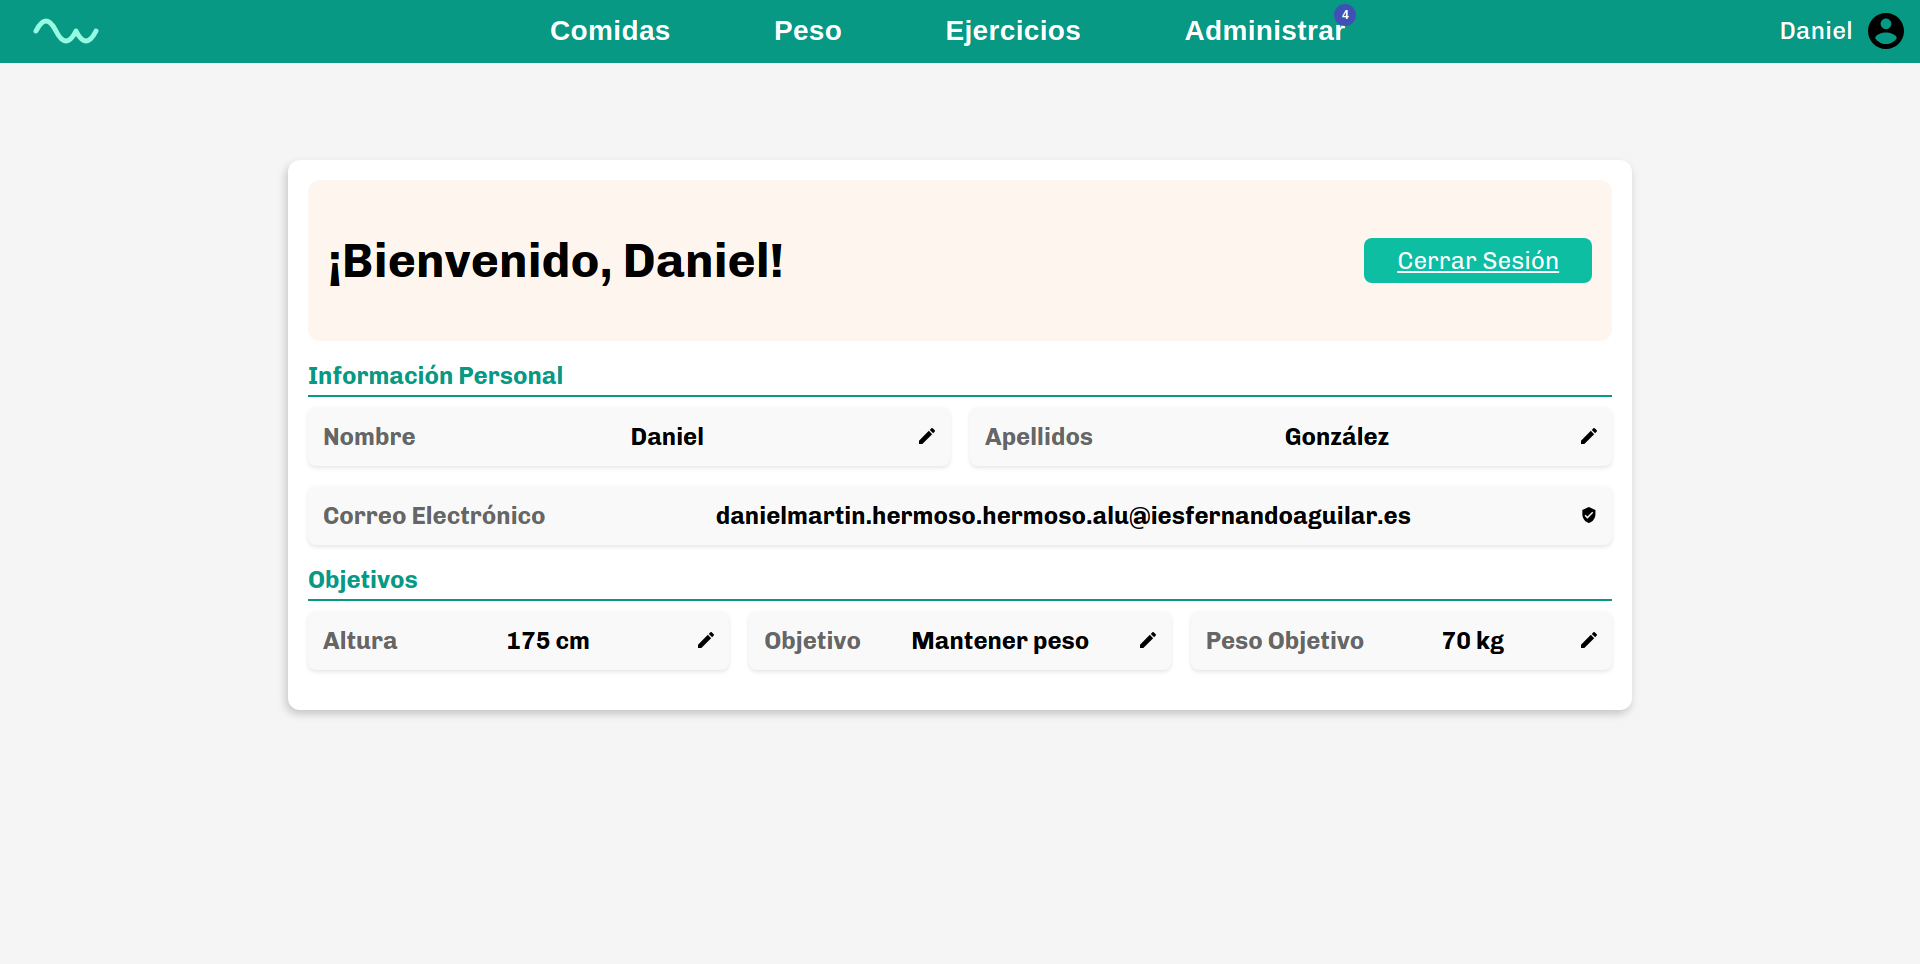 Comidas Peso Ejercicios Administrar 4 Daniel
¡Bienvenido, Daniel! Cerrar Sesión
Información Personal
Nombre Daniel Apellidos González
Correo Electrónico danielmartin.hermoso.hermoso.alu@iesfernandoaguilar.es
Objetivos
Altura 175 cm Objetivo Mantener peso Peso Objetivo 70 kg